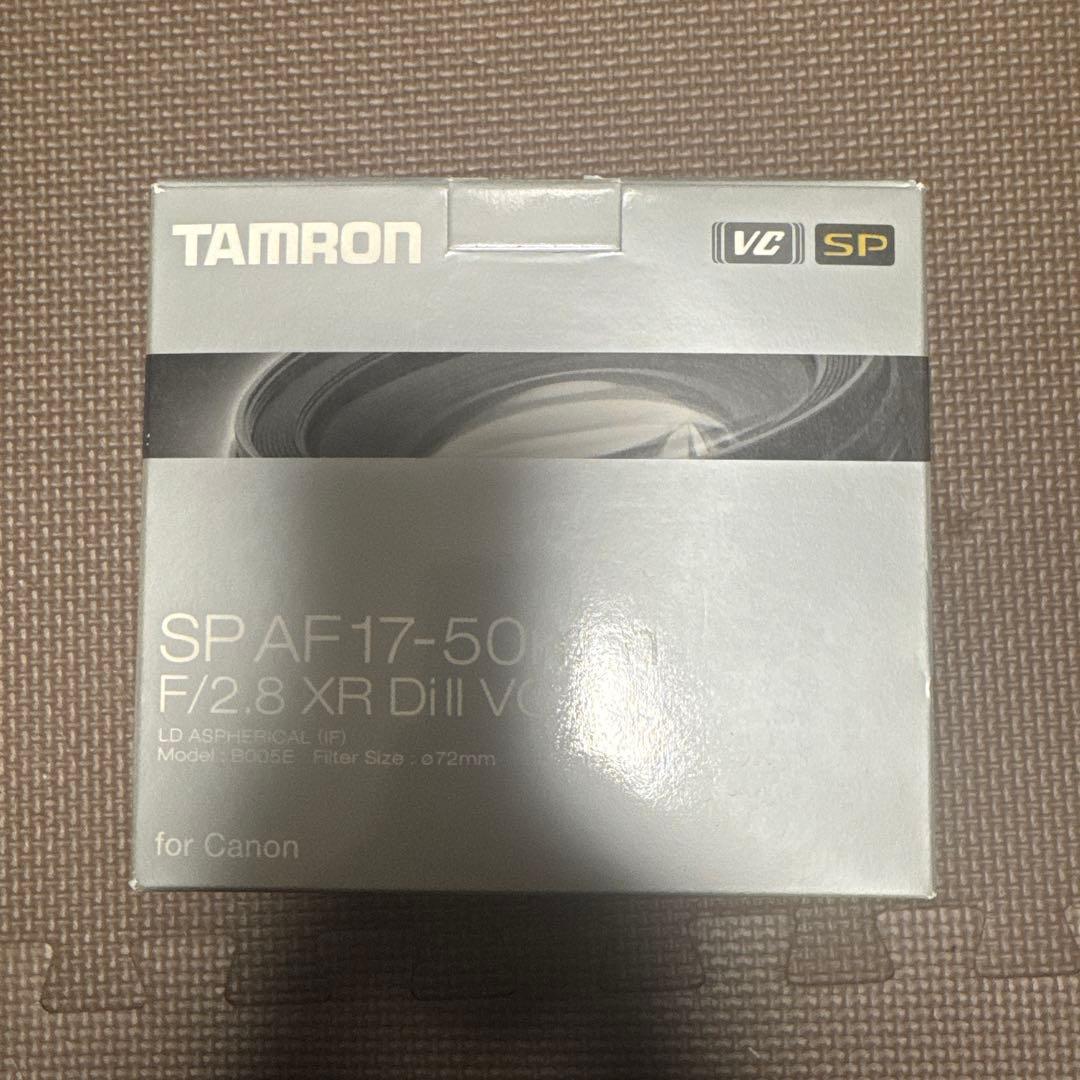 TAMRON
VC SP
SP AF 17-50
F/2.8 XR Di II VC
LD ASPHERICAL (IF)
Model : B005E Filter Size : ø72mm
for Canon